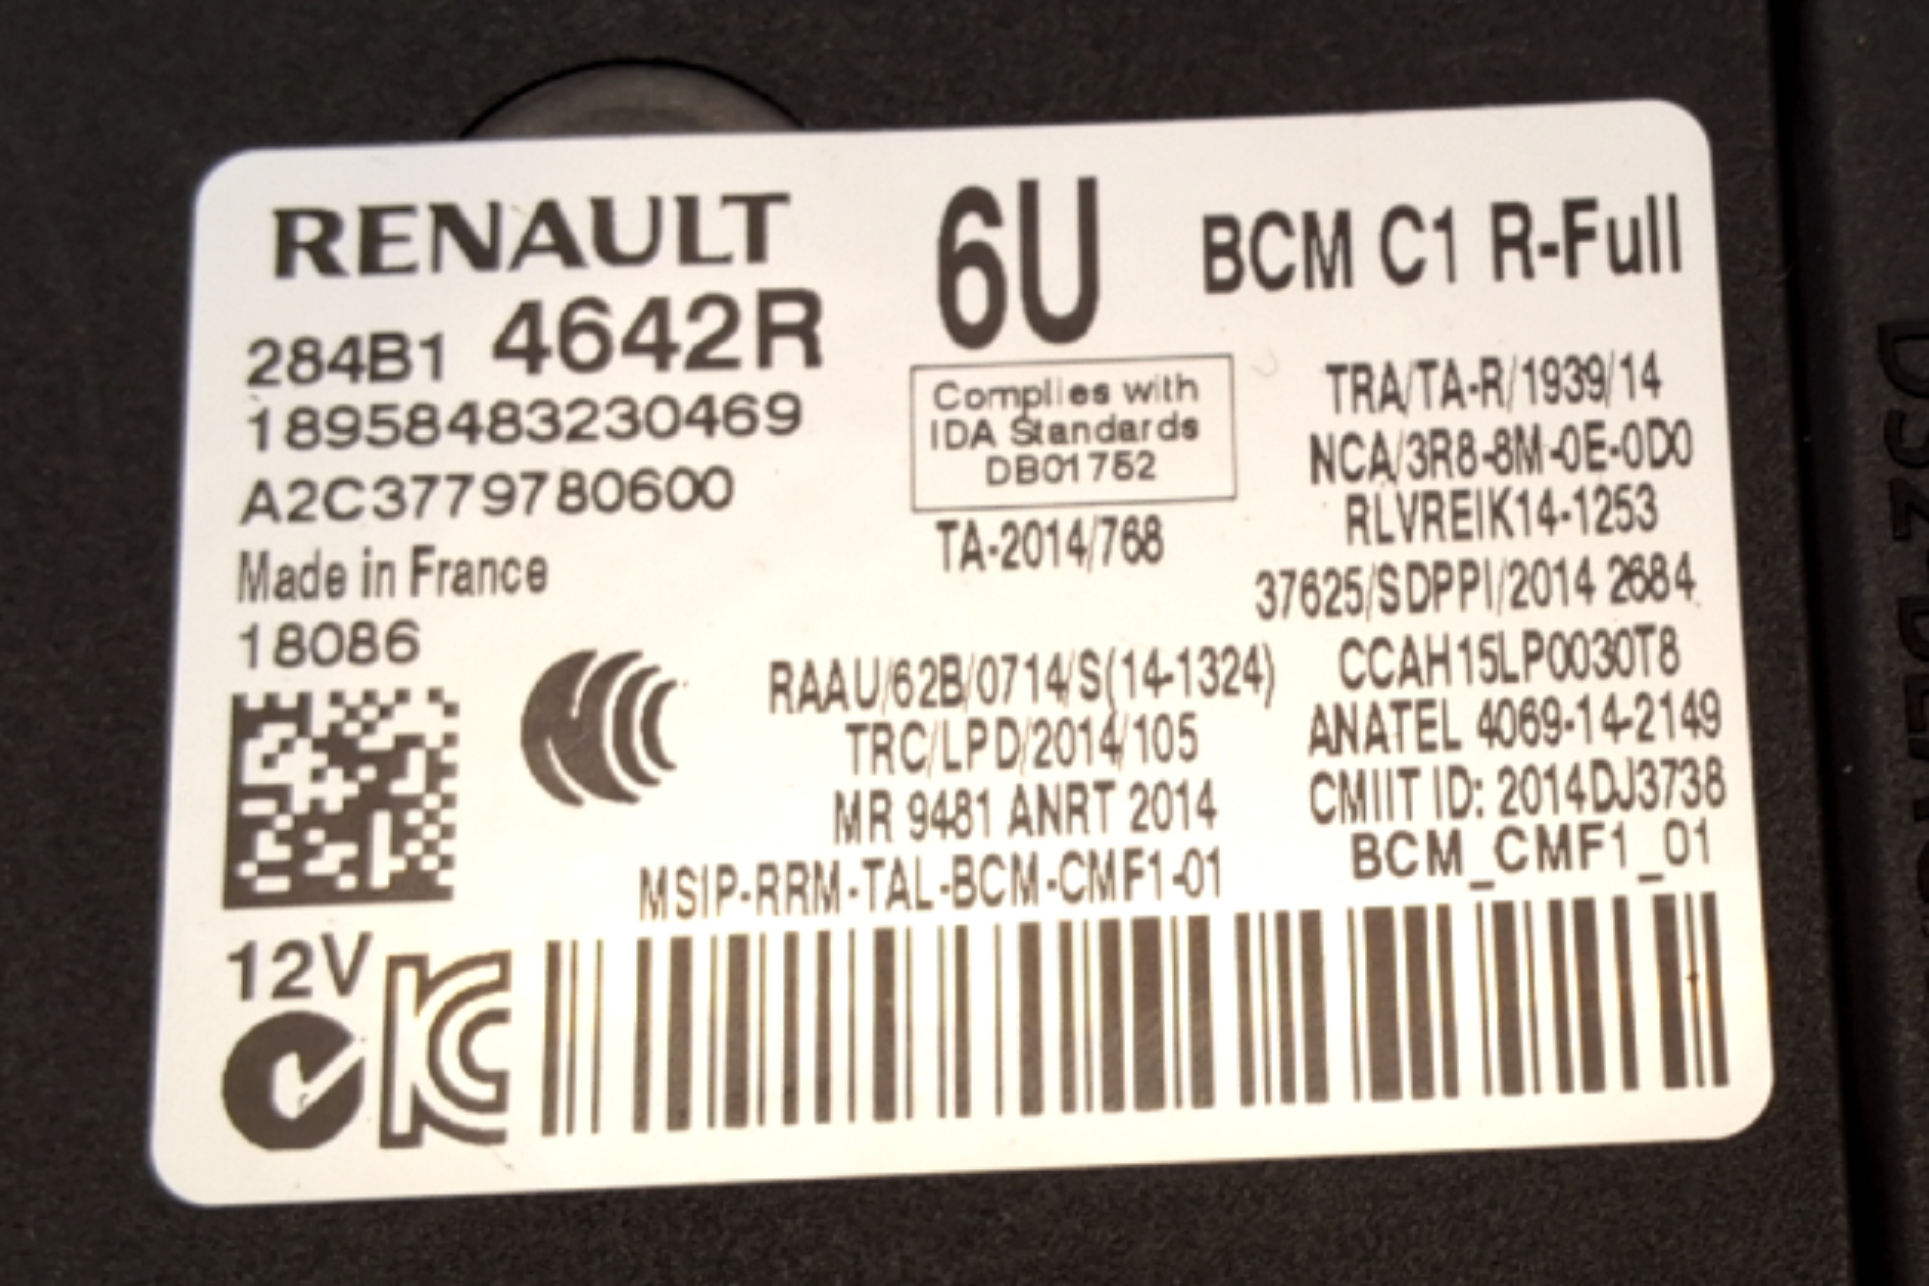 RENAULT
6U
BCM C1 R-Full
284B1 4642R
18958483230469
A2C3779780600
Made in France
18086
Complies with
IDA Standards
DB01752
TA-2014/768
TRA/TA-R/1939/14
NCA/3R8-8M-0E-0D0
RLVREIK14-1253
37625/SDPPI/2014 2684
CCAH15LP0030T8
ANATEL 4069-14-2149
CMIIT ID: 2014DJ3738
BCM_CMF1_01
RAAU/62B/0714/S(14-1324)
TRC/LPD/2014/105
MR 9481 ANRT 2014
MSIP-RRM-TAL-BCM-CMF1-01
12V